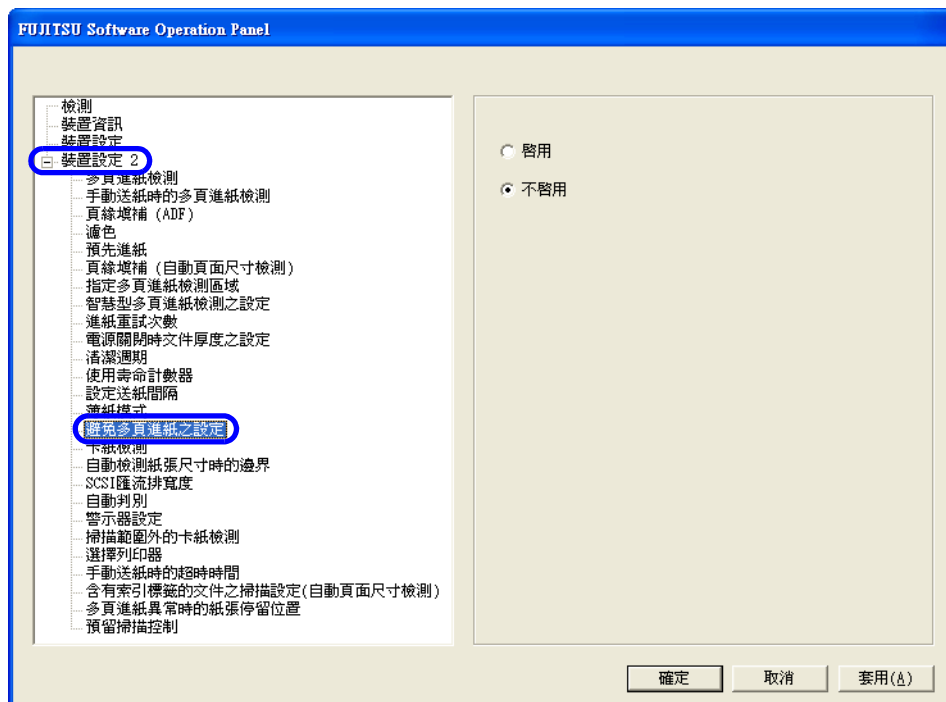 FUJITSU Software Operation Panel
檢測
裝置資訊
裝置設定
裝置設定 2
多頁進紙檢測
手動送紙時的多頁進紙檢測
頁緣填補 (ADF)
濾色
預先進紙
頁緣填補 (自動頁面尺寸檢測)
指定多頁進紙檢測區域
智慧型多頁進紙檢測之設定
進紙重試次數
電源關閉時文件厚度之設定
清潔週期
使用壽命計數器
設定送紙間隔
薄紙模式
避免多頁進紙之設定
卡紙檢測
自動檢測紙張尺寸時的邊界
SCSI匯流排寬度
自動判別
警示器設定
掃描範圍外的卡紙檢測
選擇列印器
手動送紙時的超時時間
含有索引標籤的文件之掃描設定(自動頁面尺寸檢測)
多頁進紙異常時的紙張停留位置
預留掃描控制
啓用
不啓用
確定
取消
套用(A)